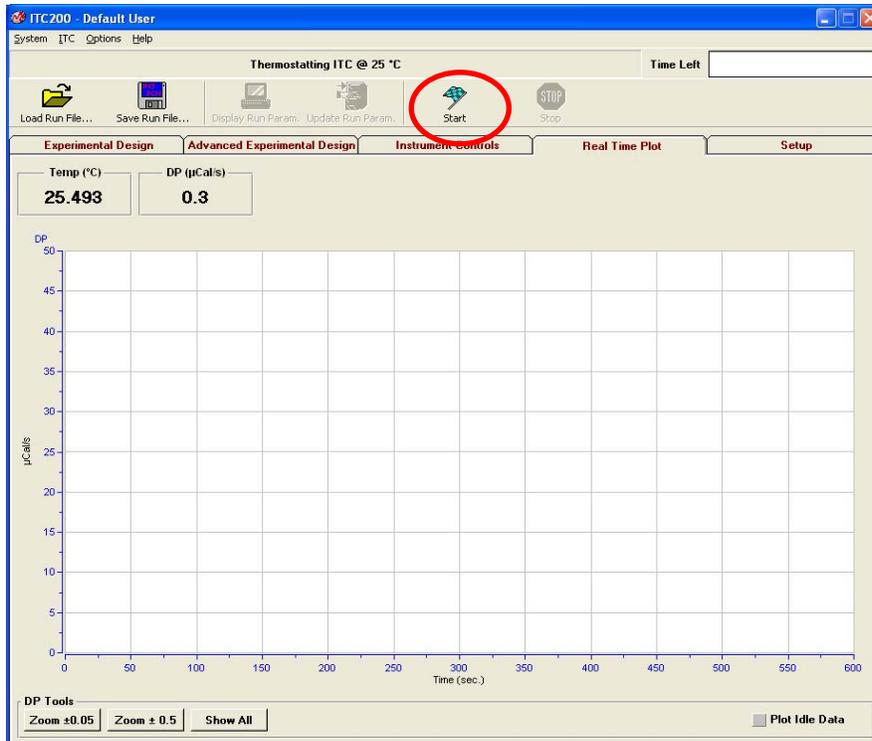 ITC200 - Default User
System ITC Options Help
Thermostatting ITC @ 25 °C Time Left
Load Run File... Save Run File... Display Run Param. Update Run Param. Start STOP Stop
Experimental Design Advanced Experimental Design Instrument Controls Real Time Plot Setup
Temp (°C) DP (µCal/s)
25.493 0.3
DP
50
45
40
35
30
25
20
15
10
5
0
µCal/s
0 50 100 150 200 250 300 350 400 450 500 550 600
Time (sec.)
DP Tools
Zoom ±0.05 Zoom ± 0.5 Show All Plot Idle Data